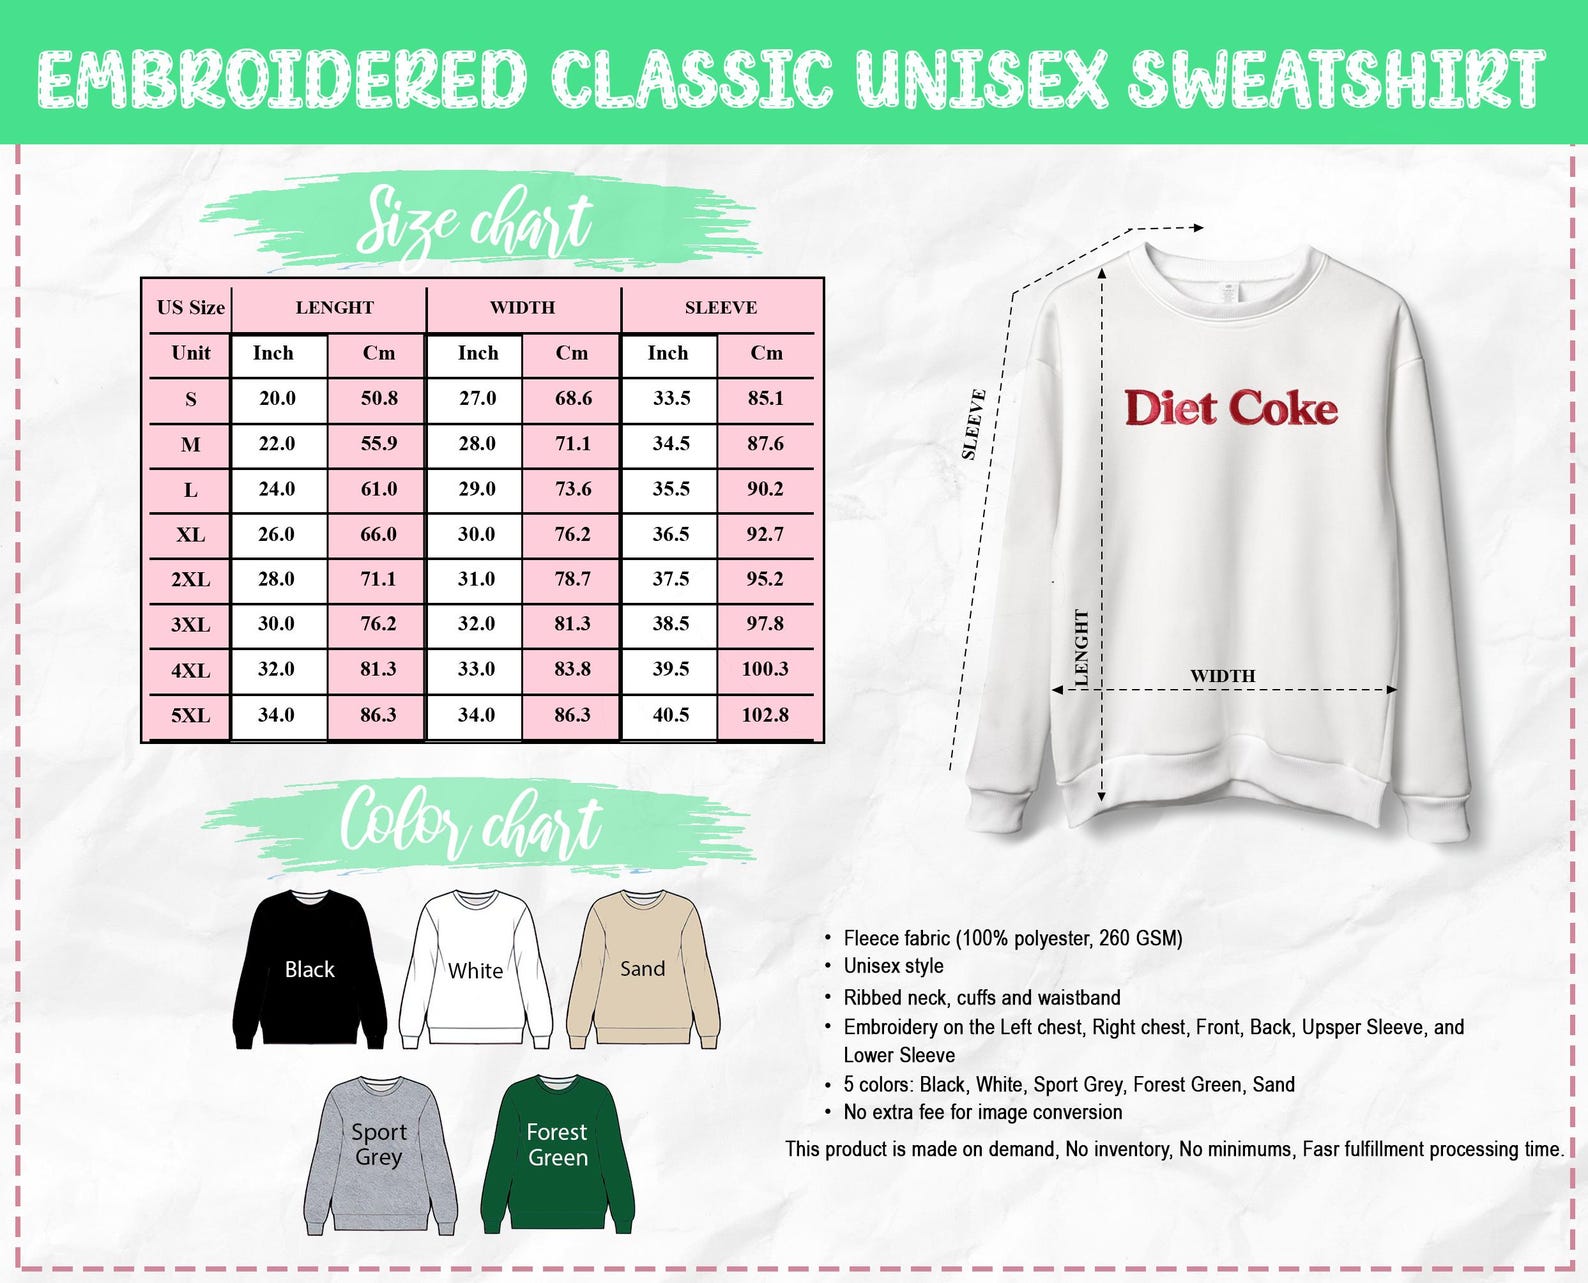 EMBROIDERED CLASSIC UNISEX SWEATSHIRT
Size chart
US Size LENGHT WIDTH SLEEVE
Unit Inch Cm Inch Cm Inch Cm
S 20.0 50.8 27.0 68.6 33.5 85.1
M 22.0 55.9 28.0 71.1 34.5 87.6
L 24.0 61.0 29.0 73.6 35.5 90.2
XL 26.0 66.0 30.0 76.2 36.5 92.7
2XL 28.0 71.1 31.0 78.7 37.5 95.2
3XL 30.0 76.2 32.0 81.3 38.5 97.8
4XL 32.0 81.3 33.0 83.8 39.5 100.3
5XL 34.0 86.3 34.0 86.3 40.5 102.8
SLEEVE
Diet Coke
LENGHT
WIDTH
Color chart
Black
White
Sand
Sport
Grey
Forest
Green
• Fleece fabric (100% polyester, 260 GSM)
• Unisex style
• Ribbed neck, cuffs and waistband
• Embroidery on the Left chest, Right chest, Front, Back, Upsper Sleeve, and
Lower Sleeve
• 5 colors: Black, White, Sport Grey, Forest Green, Sand
• No extra fee for image conversion
This product is made on demand, No inventory, No minimums, Fasr fulfillment processing time.